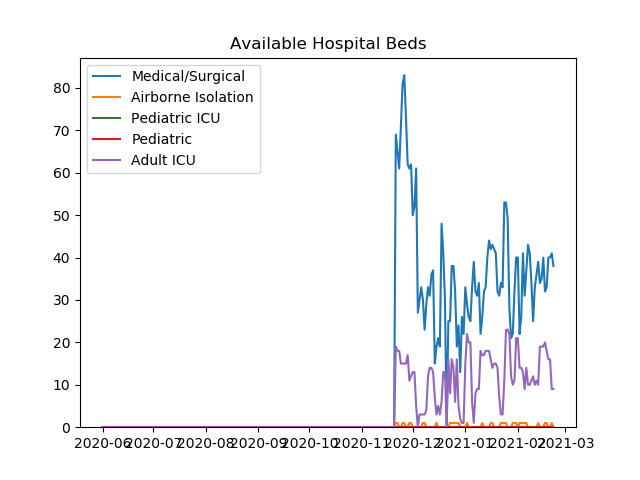 Available Hospital Beds
Medical/Surgical
Airborne Isolation
Pediatric ICU
Pediatric
Adult ICU
80
70
60
50
40
30
20
10
0
2020-06 2020-07 2020-08 2020-09 2020-10 2020-11 2020-12 2021-01 2021-02 2021-03